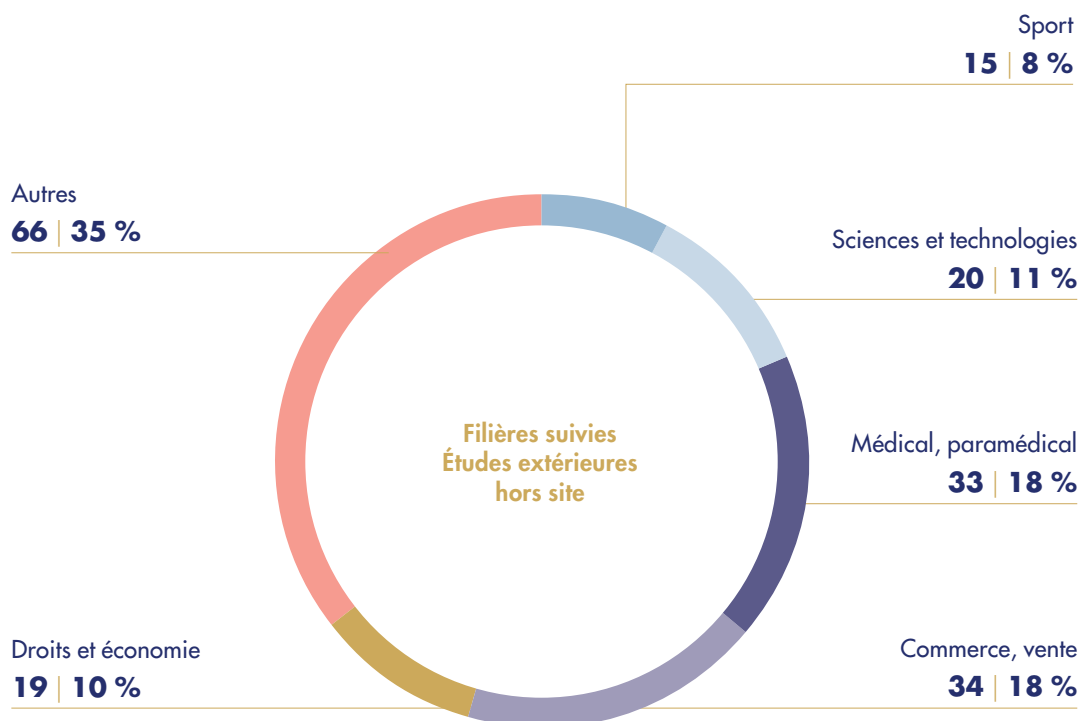 Sport
15 | 8 %
Autres
66 | 35 %
Sciences et technologies
20 | 11 %
Filières suivies
Études extérieures
hors site
Médical, paramédical
33 | 18 %
Droits et économie
19 | 10 %
Commerce, vente
34 | 18 %